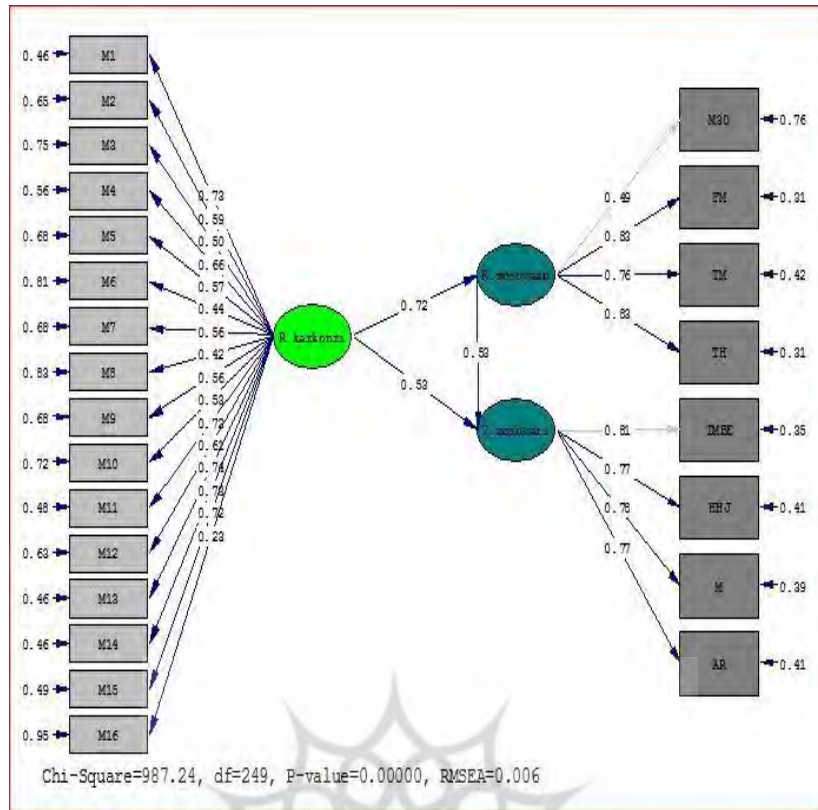 0.46 M1
0.65 M2
0.75 M3
0.56 M4
0.68 M5
0.81 M6
0.68 M7
0.83 M8
0.68 M9
0.72 M10
0.48 M11
0.63 M12
0.46 M13
0.46 M14
0.49 M15
0.95 M16
0.73
0.59
0.50
0.66
0.57
0.44
0.56
0.42
0.56
0.53
0.73
0.61
0.74
0.73
0.72
0.23
0.72
0.53
0.53
0.49
0.83
0.76
0.83
0.81
0.77
0.78
0.77
M30 0.76
FM 0.31
TM 0.42
TH 0.31
0.35
HHJ 0.41
M 0.39
AR 0.41
Chi-Square=987.24, df=249, P-value=0.00000, RMSEA=0.006